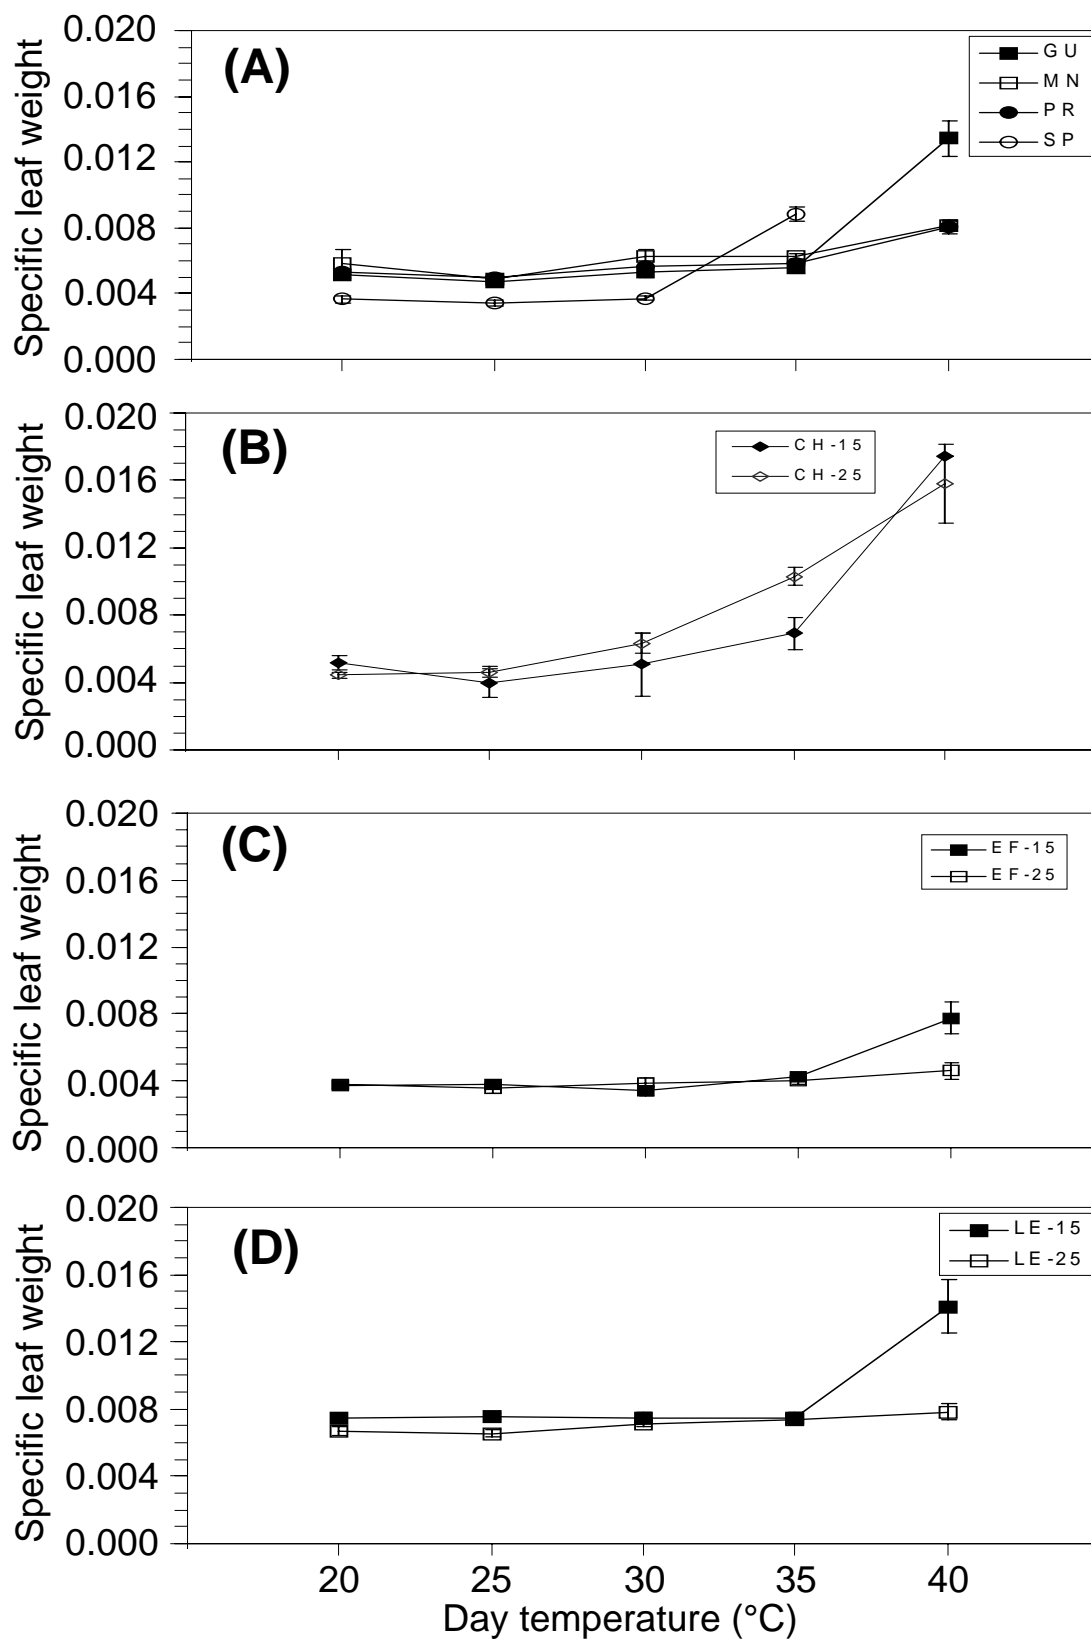 0.020
0.016
0.012
0.008
0.004
0.000
Specific leaf weight
(A)
GU
MN
PR
SP
0.020
0.016
0.012
0.008
0.004
0.000
Specific leaf weight
(B)
CH-15
CH-25
0.020
0.016
0.012
0.008
0.004
0.000
Specific leaf weight
(C)
EF-15
EF-25
0.020
0.016
0.012
0.008
0.004
0.000
Specific leaf weight
(D)
LE-15
LE-25
20 25 30 35 40
Day temperature (°C)